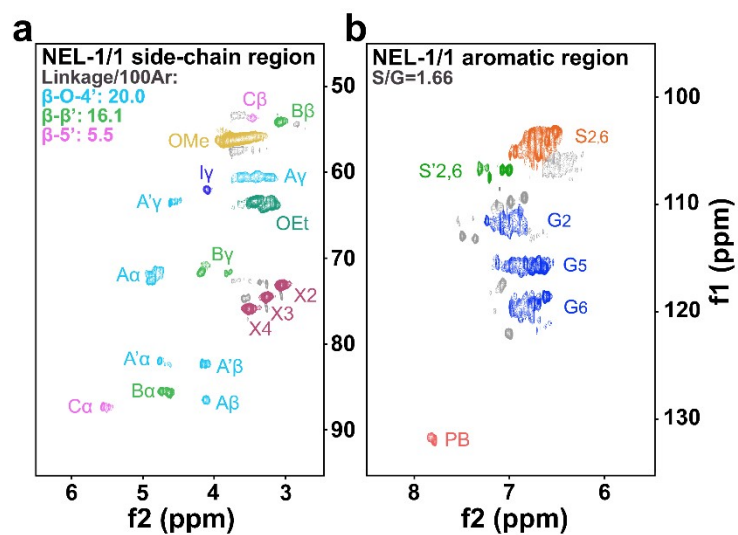 a
NEL-1/1 side-chain region
Linkage/100Ar:
β-O-4': 20.0
β-β': 16.1
β-5': 5.5
Cβ
Bβ
OMe
Iγ
Aγ
A'γ
OEt
Bγ
Aα
X2
X3
X4
A'α
A'β
Bα
Aβ
Cα
50
60
70
80
90
6
5
4
3
f2 (ppm)
b
NEL-1/1 aromatic region
S/G=1.66
S2,6
S'2,6
G2
G5
G6
PB
100
110
120
130
f1 (ppm)
8
7
6
f2 (ppm)